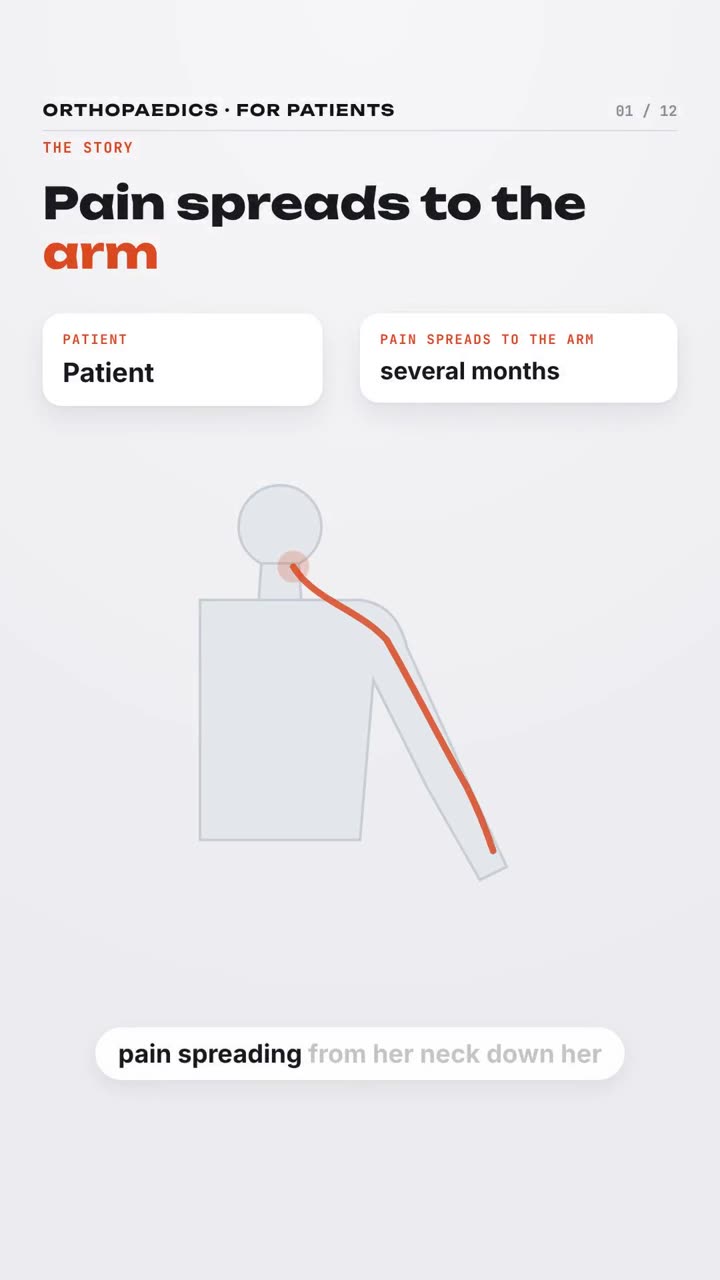 ORTHOPAEDICS · FOR PATIENTS
01 / 12
THE STORY
Pain spreads to the
arm
PATIENT
Patient
PAIN SPREADS TO THE ARM
several months
pain spreading from her neck down her